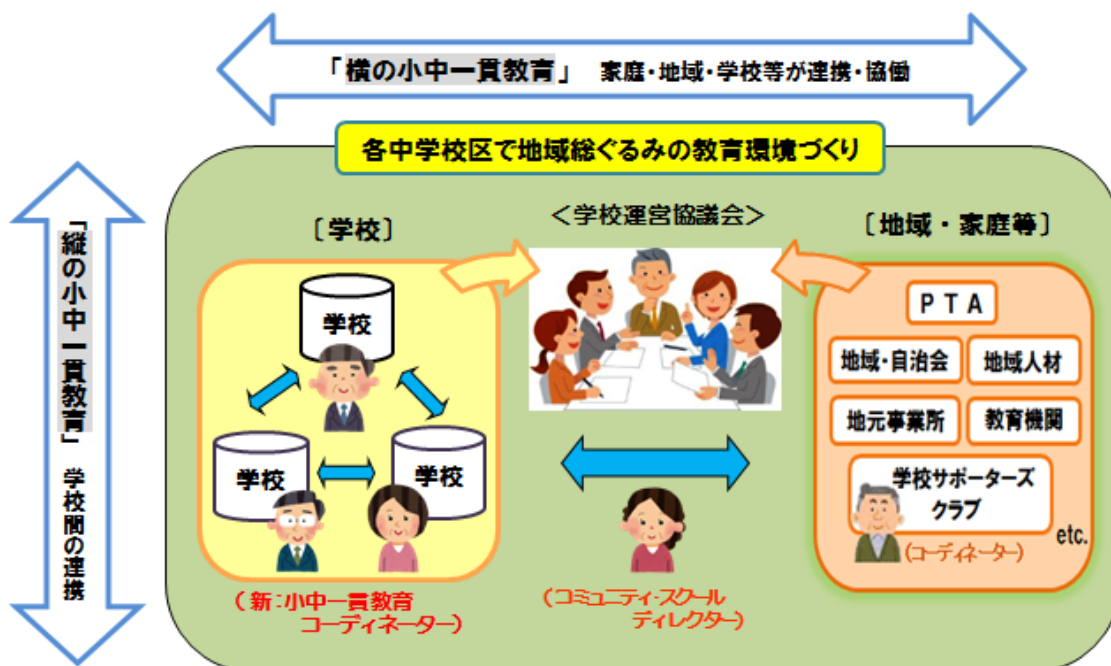 「横の小中一貫教育」 家庭・地域・学校等が連携・協働
各中学校区で地域総ぐるみの教育環境づくり
「縦の小中一貫教育」 学校間の連携
〔学校〕
学校
学校
学校
（新:小中一貫教育
コーディネーター）
＜学校運営協議会＞
（コミュニティ・スクール
ディレクター）
〔地域・家庭等〕
ＰＴＡ
地域・自治会
地域人材
地元事業所
教育機関
学校サポーターズ
クラブ
（コーディネーター）
etc.